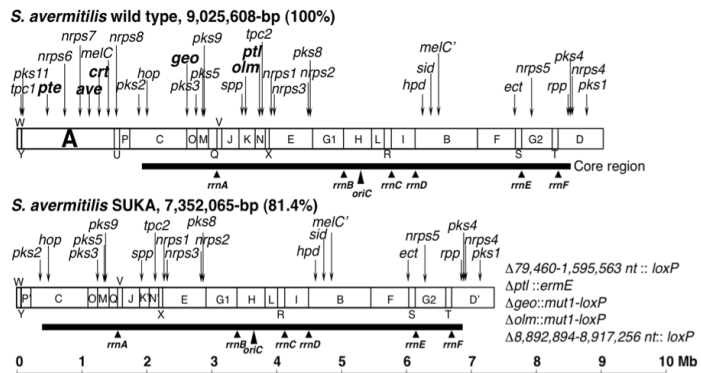 S. avermitilis wild type, 9,025,608-bp (100%)
nrps7 nrps8 pks9 tpc2 melC'
nrps6 melC geo ptl pks8 pks4
pks11 crt hop pks5 olm nrps1 nrps2 sid nrps5 nrps4
tpc1 pte ave pks2 pks3 spp nrps3 hpd ect rpp pks1
W V
A P C O M J K N E G1 H L I B F G2 D
Y U Q X R S T
Core region
rrnA rrnB oriC rrnC rrnD rrnE rrnF
S. avermitilis SUKA, 7,352,065-bp (81.4%)
pks9 tpc2 pks8 melC' pks4
hop pks5 nrps1 nrps2 sid nrps5 nrps4
pks2 pks3 spp nrps3 hpd ect rpp pks1
W V
P' C O M Q J K' N' E G1 H L I B F G2 D'
Y X R S T
rrnA rrnB oriC rrnC rrnD rrnE rrnF
Δ79,460-1,595,563 nt:: loxP
Δptl ::ermE
Δgeo::mut1-loxP
Δolm::mut1-loxP
Δ8,892,894-8,917,256 nt:: loxP
0 1 2 3 4 5 6 7 8 9 10 Mb